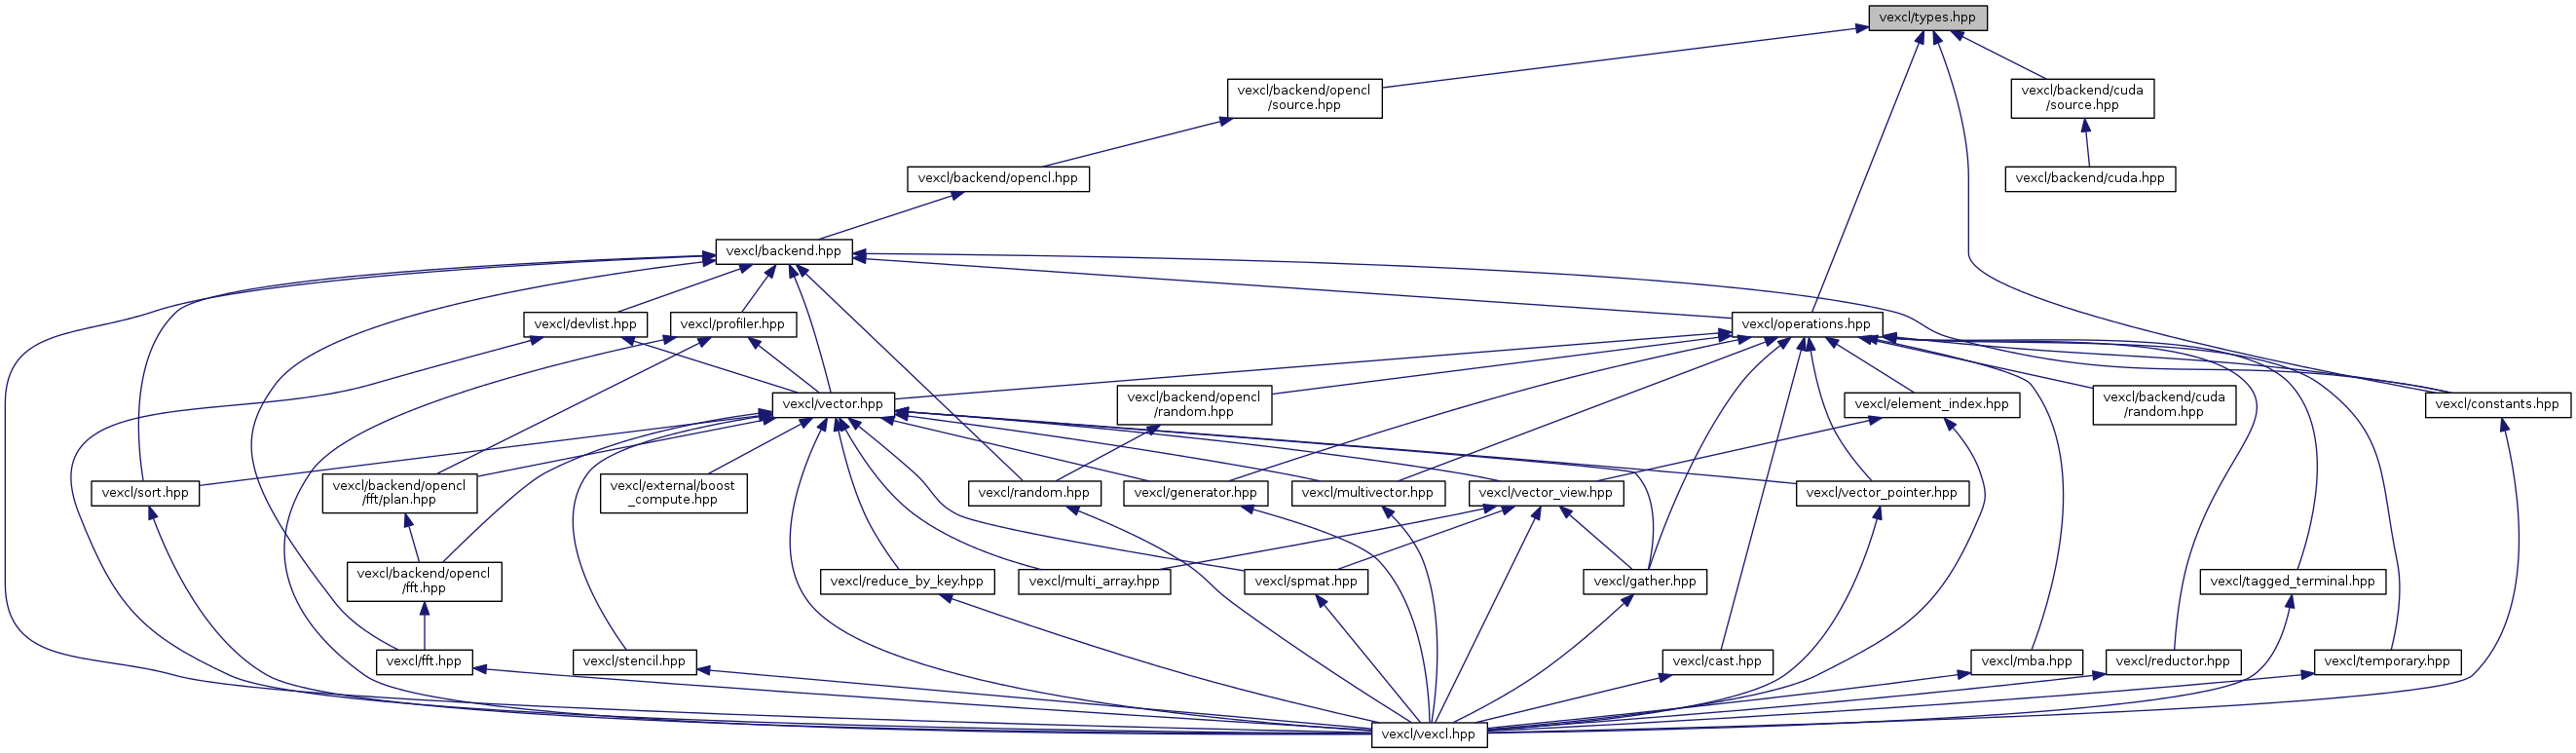 vexcl/types.hpp
vexcl/backend/opencl
/source.hpp
vexcl/backend/cuda
/source.hpp
vexcl/backend/opencl.hpp
vexcl/backend/cuda.hpp
vexcl/backend.hpp
vexcl/devlist.hpp
vexcl/profiler.hpp
vexcl/operations.hpp
vexcl/vector.hpp
vexcl/backend/opencl
/random.hpp
vexcl/element_index.hpp
vexcl/backend/cuda
/random.hpp
vexcl/constants.hpp
vexcl/sort.hpp
vexcl/backend/opencl
/fft/plan.hpp
vexcl/external/boost
_compute.hpp
vexcl/random.hpp
vexcl/generator.hpp
vexcl/multivector.hpp
vexcl/vector_view.hpp
vexcl/vector_pointer.hpp
vexcl/backend/opencl
/fft.hpp
vexcl/reduce_by_key.hpp
vexcl/multi_array.hpp
vexcl/spmat.hpp
vexcl/gather.hpp
vexcl/tagged_terminal.hpp
vexcl/fft.hpp
vexcl/stencil.hpp
vexcl/cast.hpp
vexcl/mba.hpp
vexcl/reductor.hpp
vexcl/temporary.hpp
vexcl/vexcl.hpp